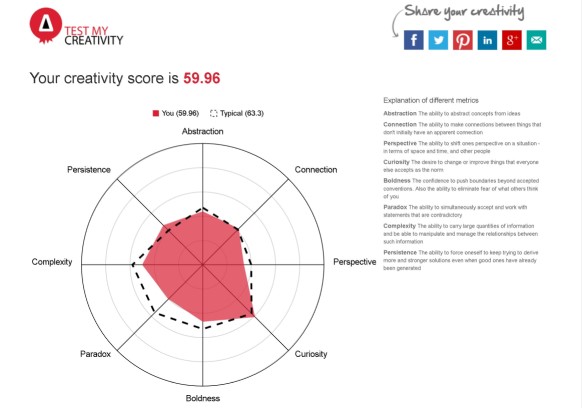 Share your creativity
TEST MY
CREATIVITY
Your creativity score is 59.96
You (59.96) Typical (63.3)
Abstraction
Connection
Perspective
Curiosity
Boldness
Paradox
Complexity
Persistence
Explanation of different metrics
Abstraction The ability to abstract concepts from ideas
Connection The ability to make connections between things that
don't initially have an apparent connection
Perspective The ability to shift ones perspective on a situation -
in terms of space and time, and other people
Curiosity The desire to change or improve things that everyone
else accepts as the norm
Boldness The confidence to push boundaries beyond accepted
conventions. Also the ability to eliminate fear of what others think
of you
Paradox The ability to simultaneously accept and work with
statements that are contradictory
Complexity The ability to carry large quantities of information
and be able to manipulate and manage the relationships between
such information
Persistence The ability to force oneself to keep trying to derive
more and stronger solutions even when good ones have already
been generated